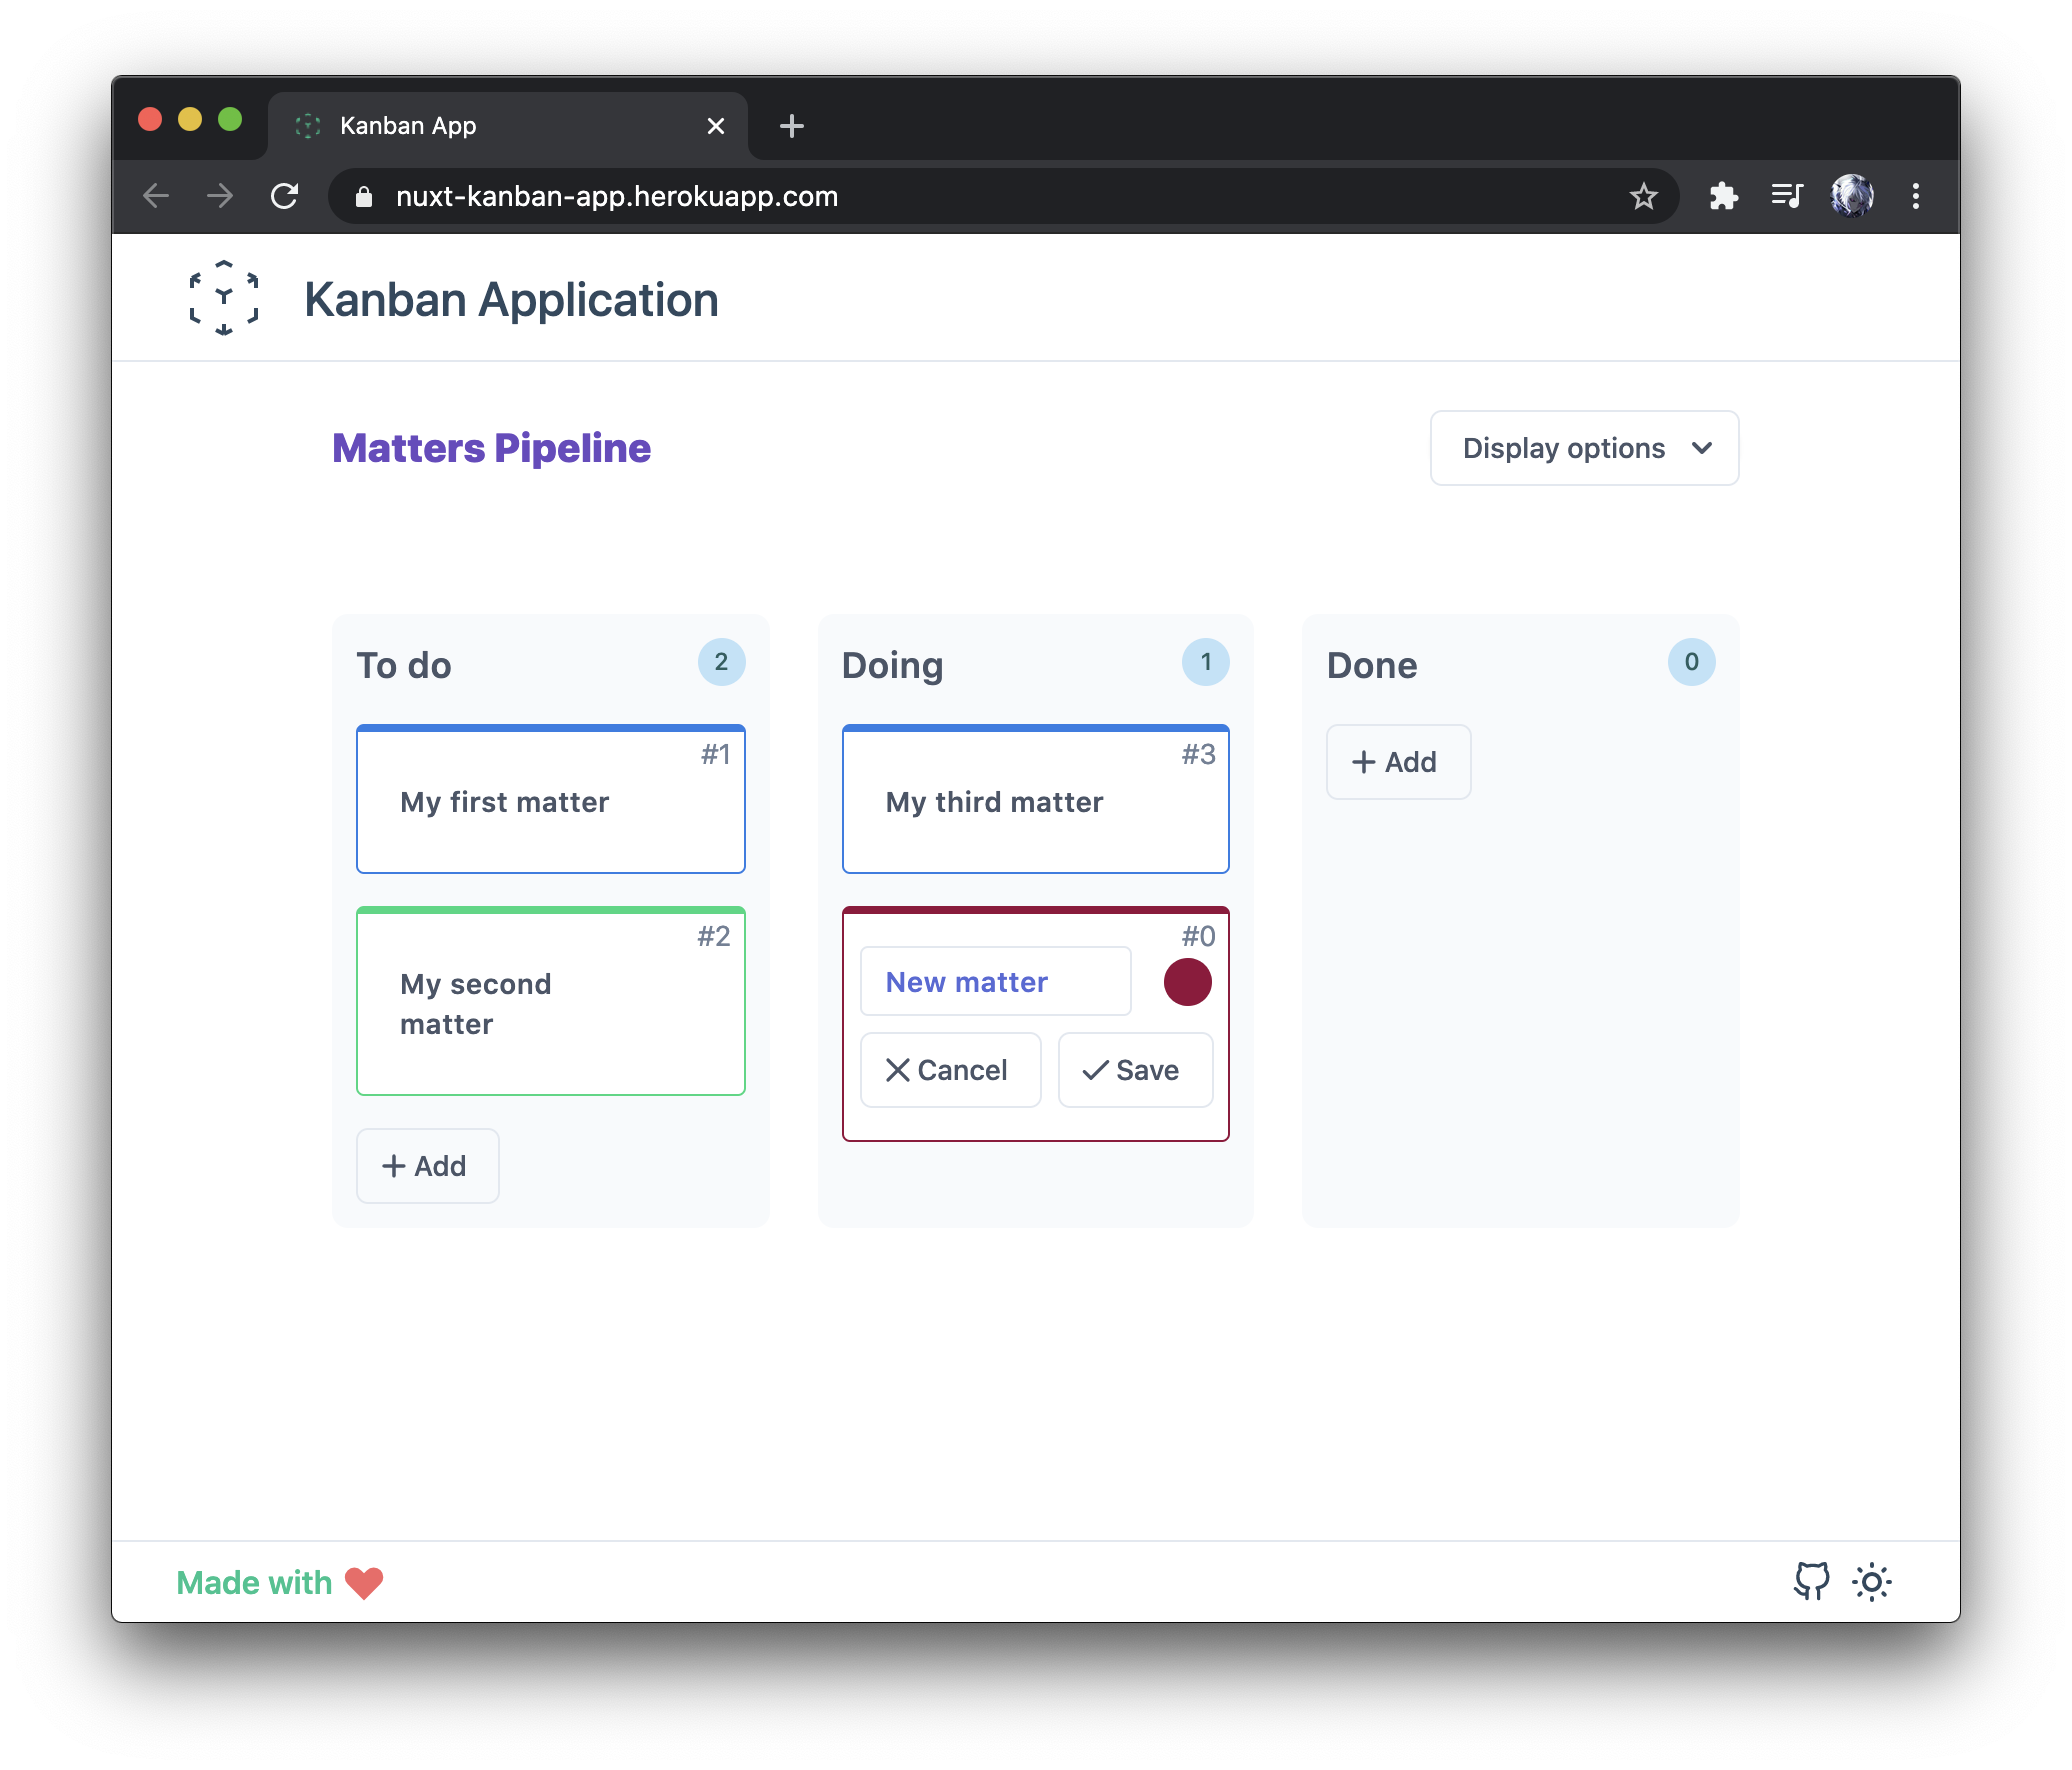 Kanban App
nuxt-kanban-app.herokuapp.com
Kanban Application
Matters Pipeline
Display options
To do
2
#1
My first matter
#2
My second
matter
+ Add
Doing
1
#3
My third matter
#0
New matter
Cancel
Save
Done
0
+ Add
Made with